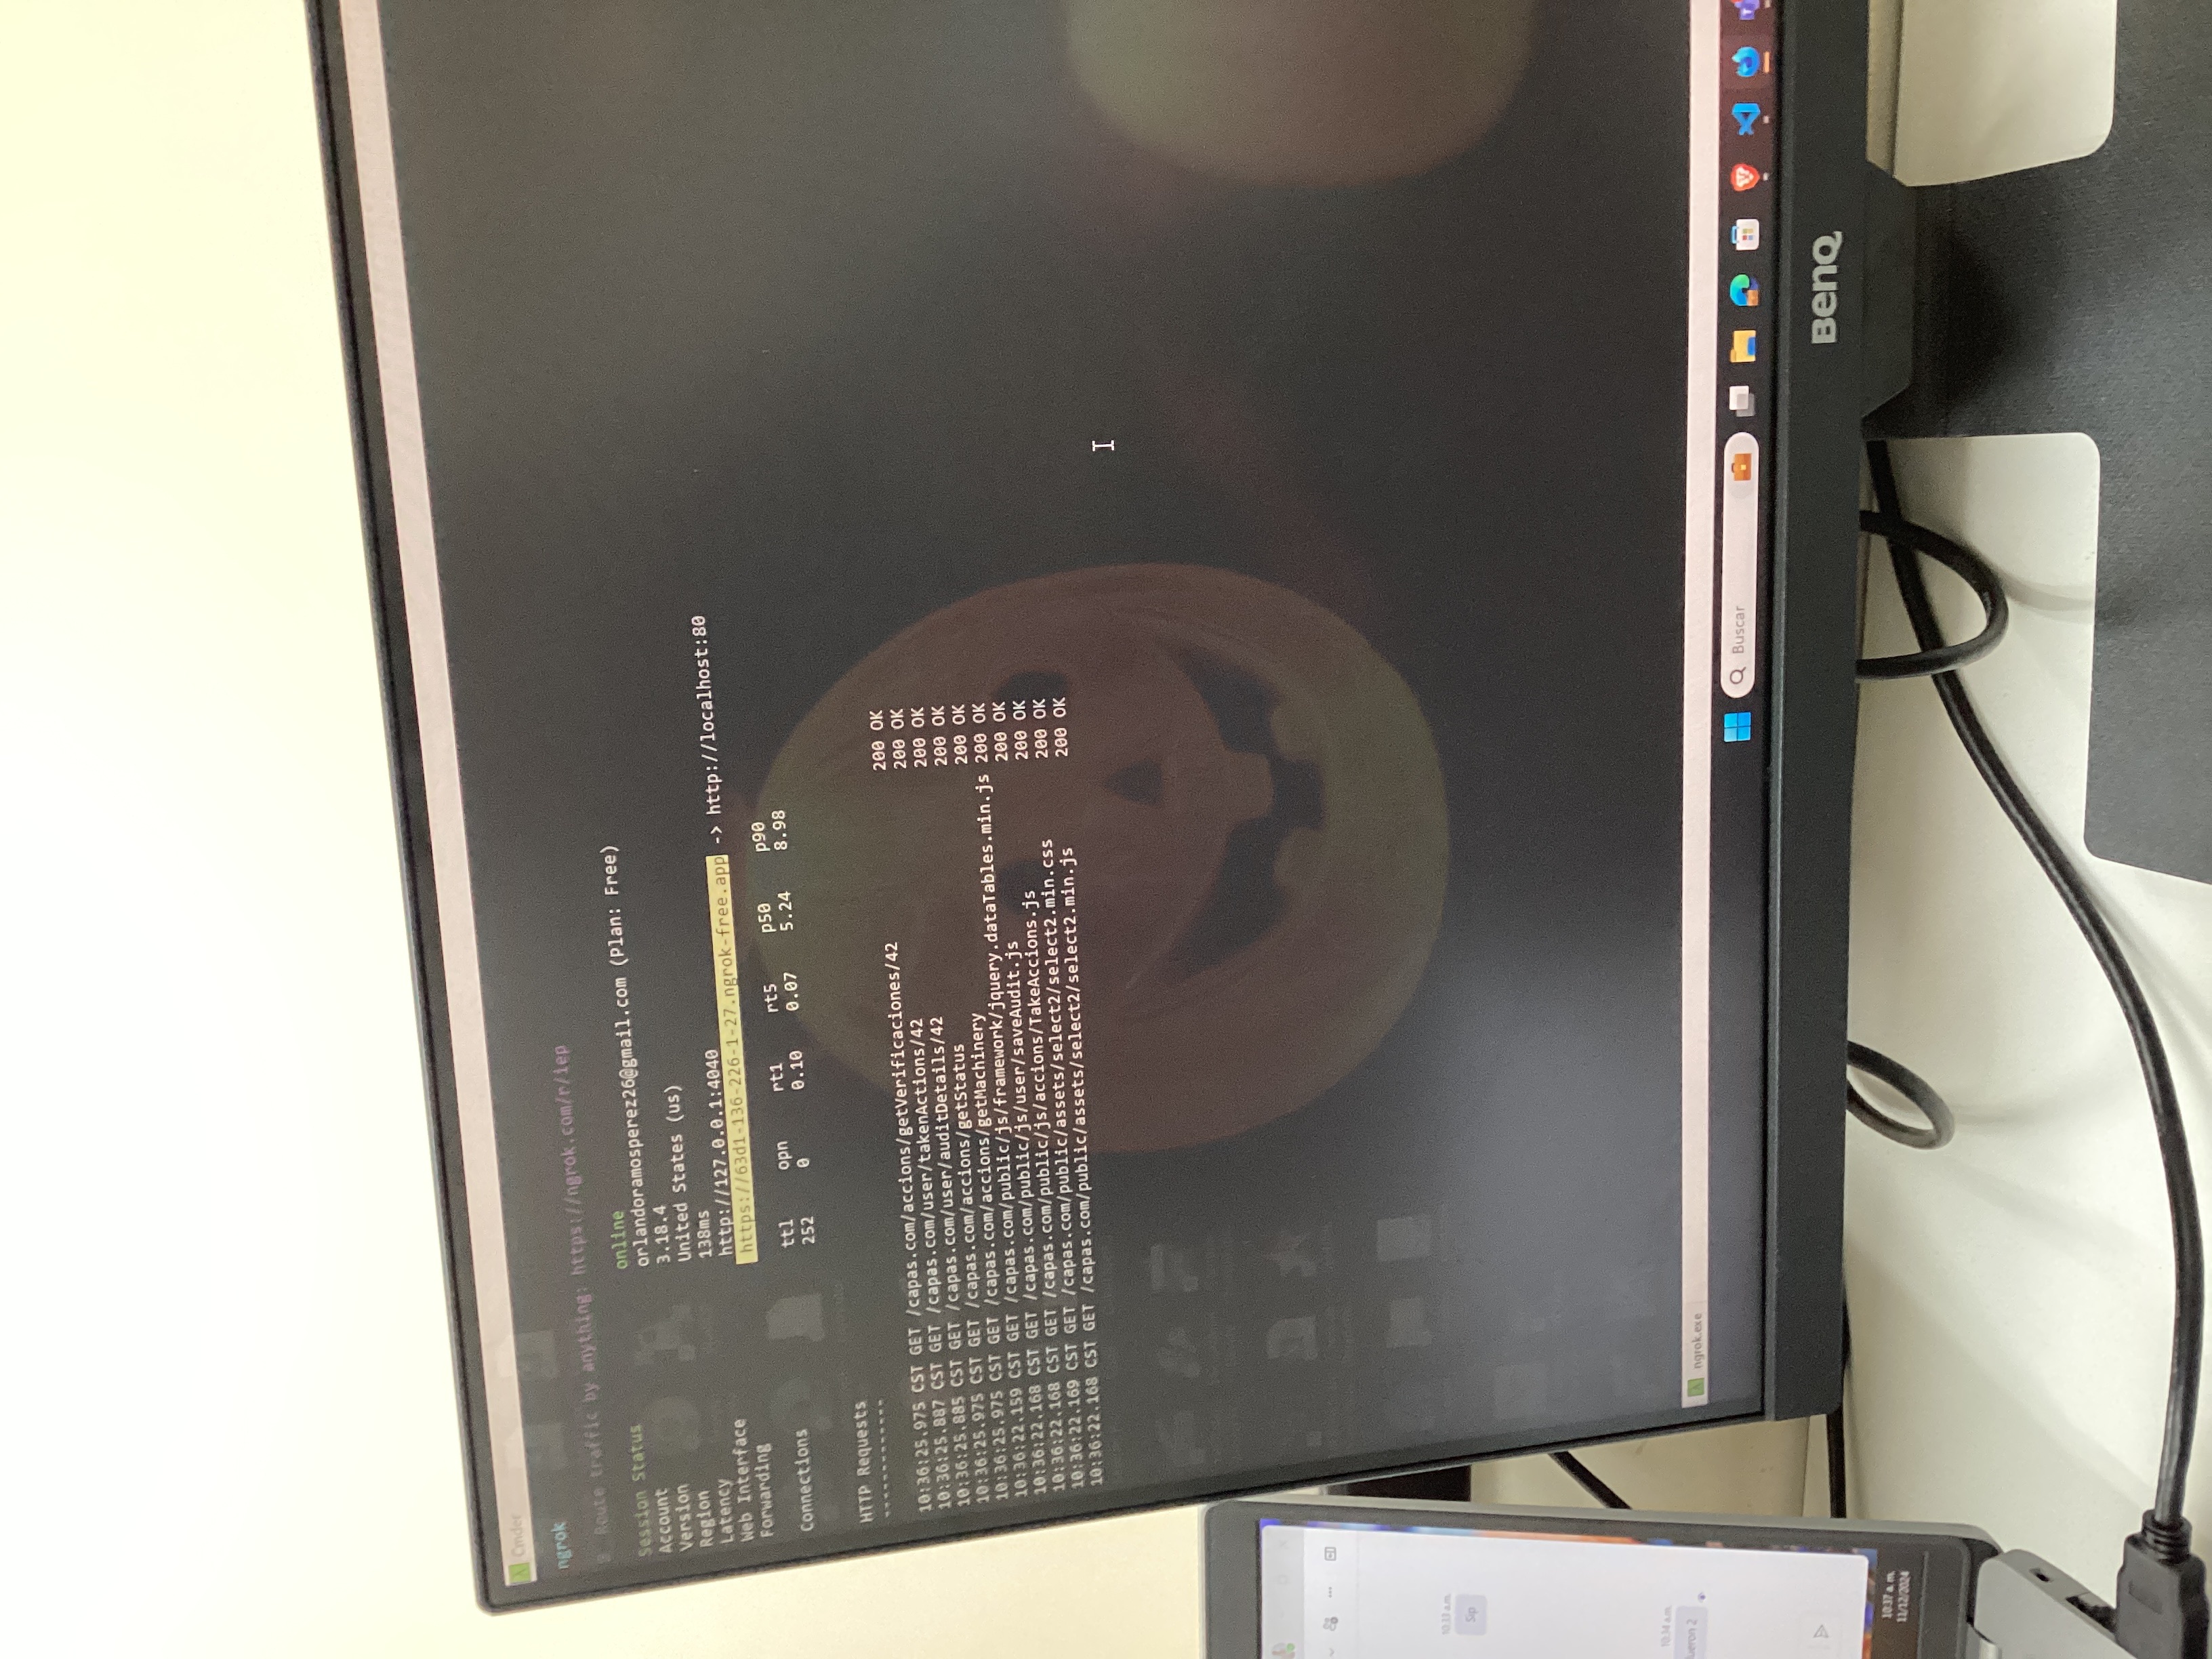 Cmder
ngrok
Route traffic by anything: https://ngrok.com/r/iep
Session Status online
Account orlandoramosperez26@gmail.com (Plan: Free)
Version 3.18.4
Region United States (us)
Latency 138ms
Web Interface http://127.0.0.1:4040
Forwarding https://63d1-136-226-1-27.ngrok-free.app -> http://localhost:80
Connections ttl opn rt1 rt5 p50 p90
252 0 0.10 0.07 5.24 8.98
HTTP Requests
-------------
10:36:25.975 CST GET /capas.com/accions/getVerificaciones/42 200 OK
10:36:25.887 CST GET /capas.com/user/takenActions/42 200 OK
10:36:25.885 CST GET /capas.com/user/auditDetails/42 200 OK
10:36:25.975 CST GET /capas.com/accions/getStatus 200 OK
10:36:25.975 CST GET /capas.com/accions/getMachinery 200 OK
10:36:22.159 CST GET /capas.com/public/js/framework/jquery.dataTables.min.js 200 OK
10:36:22.168 CST GET /capas.com/public/js/user/saveAudit.js 200 OK
10:36:22.168 CST GET /capas.com/public/js/accions/TakeAccions.js 200 OK
10:36:22.169 CST GET /capas.com/public/assets/select2/select2.min.css 200 OK
10:36:22.168 CST GET /capas.com/public/assets/select2/select2.min.js 200 OK
10:33 a.m.
Sip
10:34 a.m.
2
ngrok.exe
Buscar
BenQ
10:37 a.m.
11/12/2024